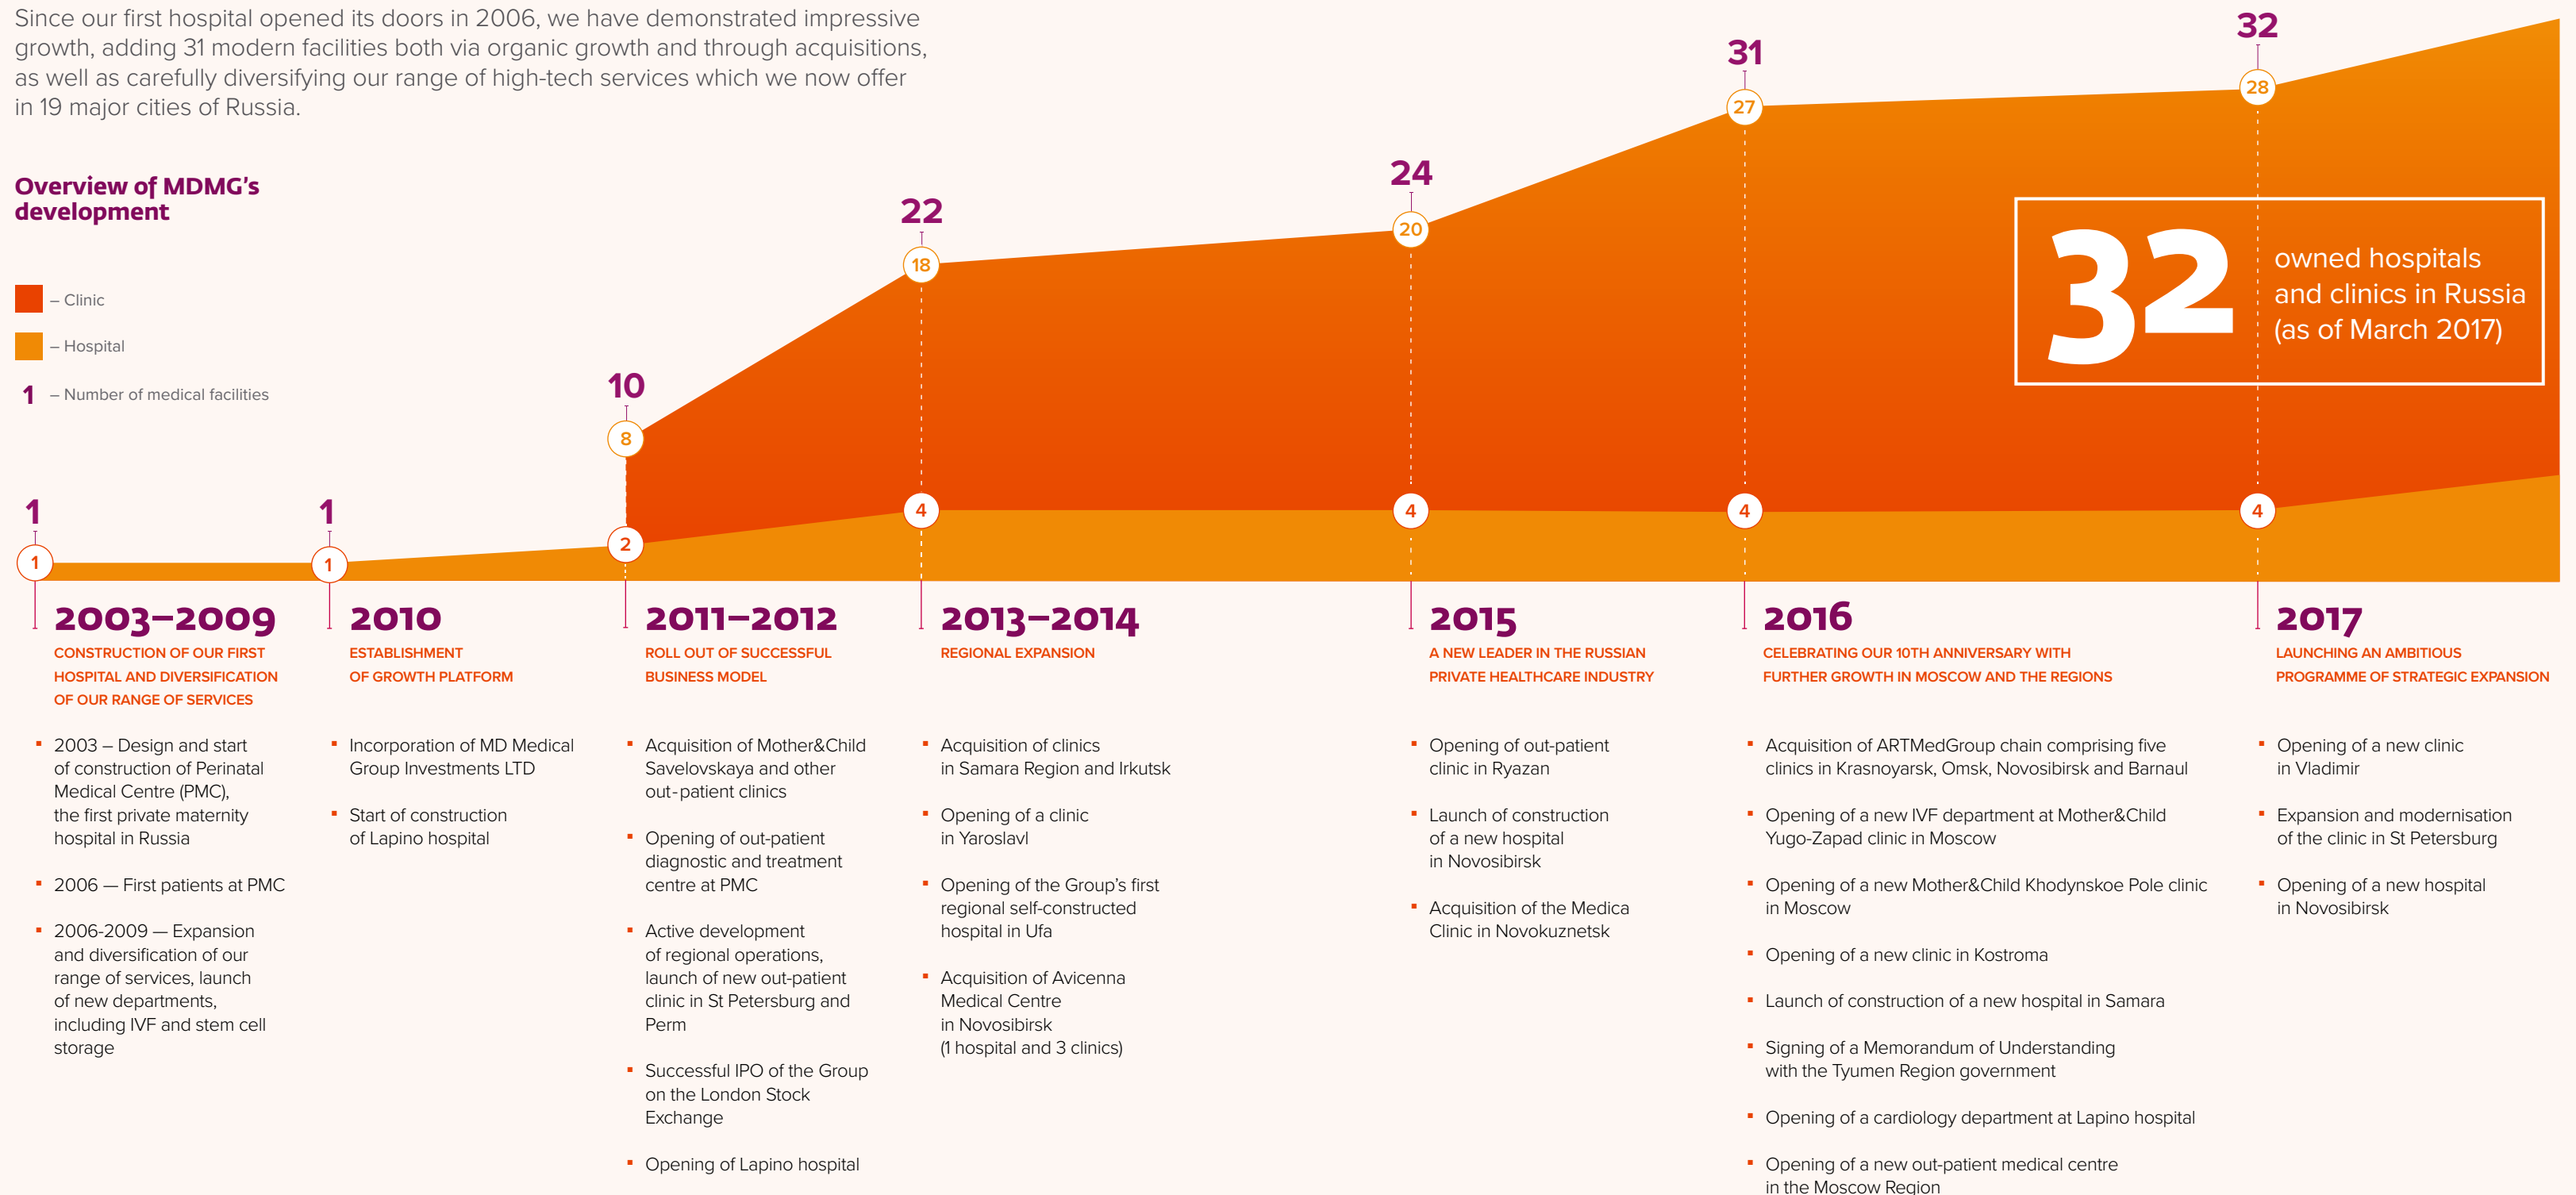 Since our first hospital opened its doors in 2006, we have demonstrated impressive
growth, adding 31 modern facilities both via organic growth and through acquisitions,
as well as carefully diversifying our range of high-tech services which we now offer
in 19 major cities of Russia.
Overview of MDMG's
development
– Clinic
– Hospital
1 – Number of medical facilities
1
1
1
1
10
8
2
22
18
4
24
20
4
31
27
4
32
28
4
32
owned hospitals
and clinics in Russia
(as of March 2017)
2003–2009
CONSTRUCTION OF OUR FIRST
HOSPITAL AND DIVERSIFICATION
OF OUR RANGE OF SERVICES
▪ 2003 – Design and start
of construction of Perinatal
Medical Centre (PMC),
the first private maternity
hospital in Russia
▪ 2006 — First patients at PMC
▪ 2006-2009 — Expansion
and diversification of our
range of services, launch
of new departments,
including IVF and stem cell
storage
2010
ESTABLISHMENT
OF GROWTH PLATFORM
▪ Incorporation of MD Medical
Group Investments LTD
▪ Start of construction
of Lapino hospital
2011–2012
ROLL OUT OF SUCCESSFUL
BUSINESS MODEL
▪ Acquisition of Mother&Child
Savelovskaya and other
out-patient clinics
▪ Opening of out-patient
diagnostic and treatment
centre at PMC
▪ Active development
of regional operations,
launch of new out-patient
clinic in St Petersburg and
Perm
▪ Successful IPO of the Group
on the London Stock
Exchange
▪ Opening of Lapino hospital
2013–2014
REGIONAL EXPANSION
▪ Acquisition of clinics
in Samara Region and Irkutsk
▪ Opening of a clinic
in Yaroslavl
▪ Opening of the Group's first
regional self-constructed
hospital in Ufa
▪ Acquisition of Avicenna
Medical Centre
in Novosibirsk
(1 hospital and 3 clinics)
2015
A NEW LEADER IN THE RUSSIAN
PRIVATE HEALTHCARE INDUSTRY
▪ Opening of out-patient
clinic in Ryazan
▪ Launch of construction
of a new hospital
in Novosibirsk
▪ Acquisition of the Medica
Clinic in Novokuznetsk
2016
CELEBRATING OUR 10TH ANNIVERSARY WITH
FURTHER GROWTH IN MOSCOW AND THE REGIONS
▪ Acquisition of ARTMedGroup chain comprising five
clinics in Krasnoyarsk, Omsk, Novosibirsk and Barnaul
▪ Opening of a new IVF department at Mother&Child
Yugo-Zapad clinic in Moscow
▪ Opening of a new Mother&Child Khodynskoe Pole clinic
in Moscow
▪ Opening of a new clinic in Kostroma
▪ Launch of construction of a new hospital in Samara
▪ Signing of a Memorandum of Understanding
with the Tyumen Region government
▪ Opening of a cardiology department at Lapino hospital
▪ Opening of a new out-patient medical centre
in the Moscow Region
2017
LAUNCHING AN AMBITIOUS
PROGRAMME OF STRATEGIC EXPANSION
▪ Opening of a new clinic
in Vladimir
▪ Expansion and modernisation
of the clinic in St Petersburg
▪ Opening of a new hospital
in Novosibirsk